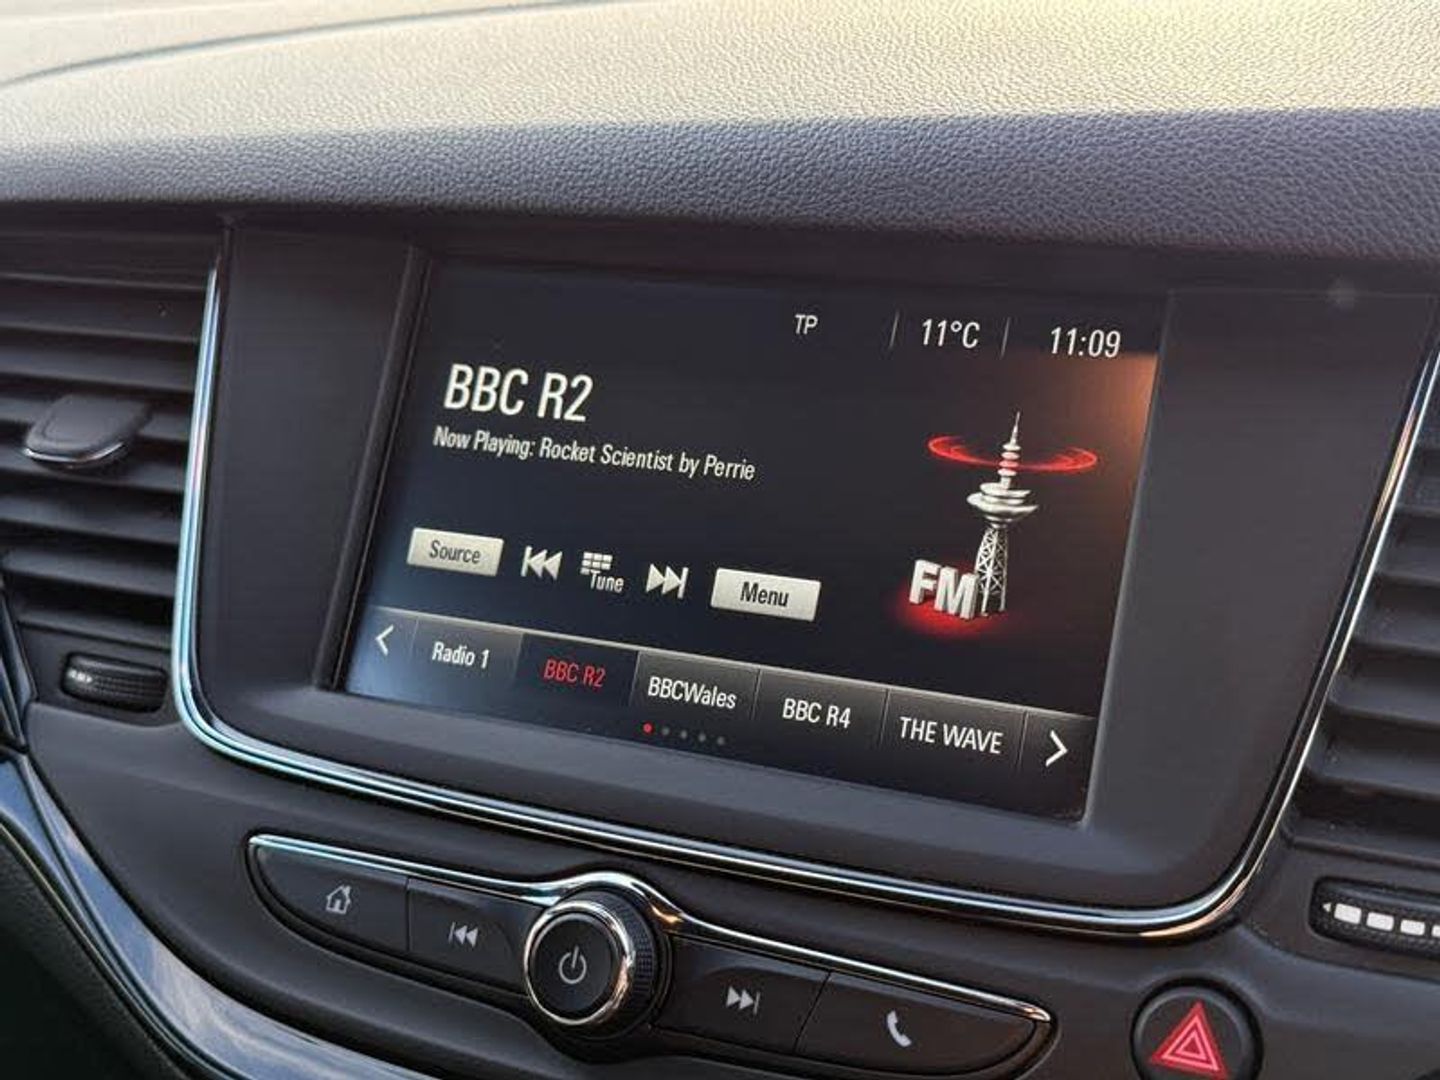 TP 11°C 11:09
BBC R2
Now Playing: Rocket Scientist by Perrie
Source Tune Menu
FM
Radio 1 BBC R2 BBCWales BBC R4 THE WAVE